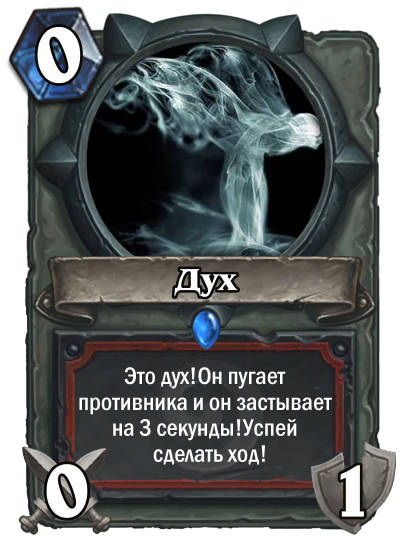 0
Дух
Это дух!Он пугает
противника и он застывает
на 3 секунды!Успей
сделать ход!
0
1